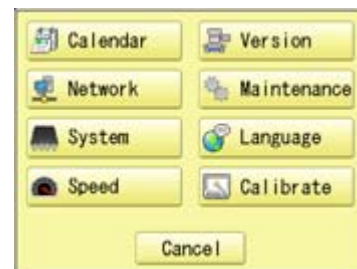 Calendar
Version
Network
Maintenance
System
Language
Speed
Calibrate
Cancel